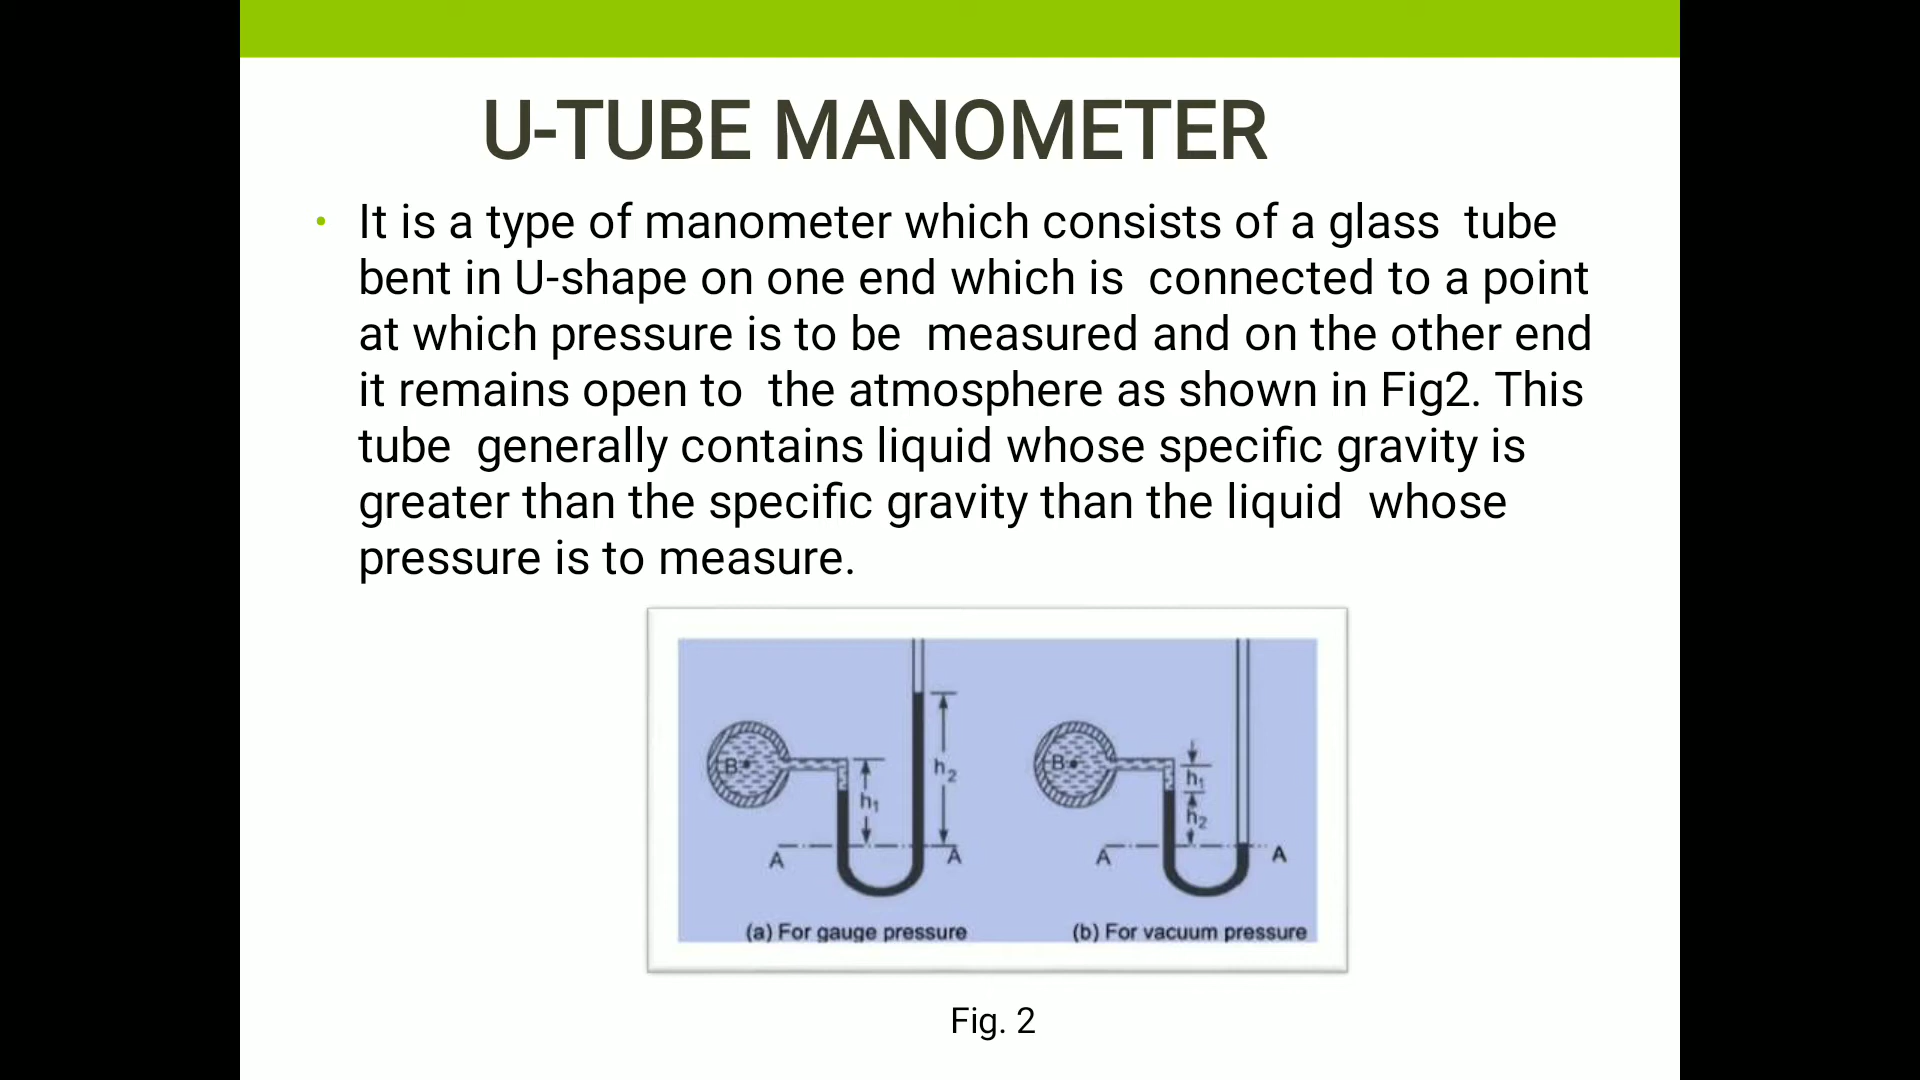 U-TUBE MANOMETER
• It is a type of manometer which consists of a glass tube
bent in U-shape on one end which is connected to a point
at which pressure is to be measured and on the other end
it remains open to the atmosphere as shown in Fig2. This
tube generally contains liquid whose specific gravity is
greater than the specific gravity than the liquid whose
pressure is to measure.
B h₁ h₂
A A
(a) For gauge pressure
B h₁
h₂
A A
(b) For vacuum pressure
Fig. 2